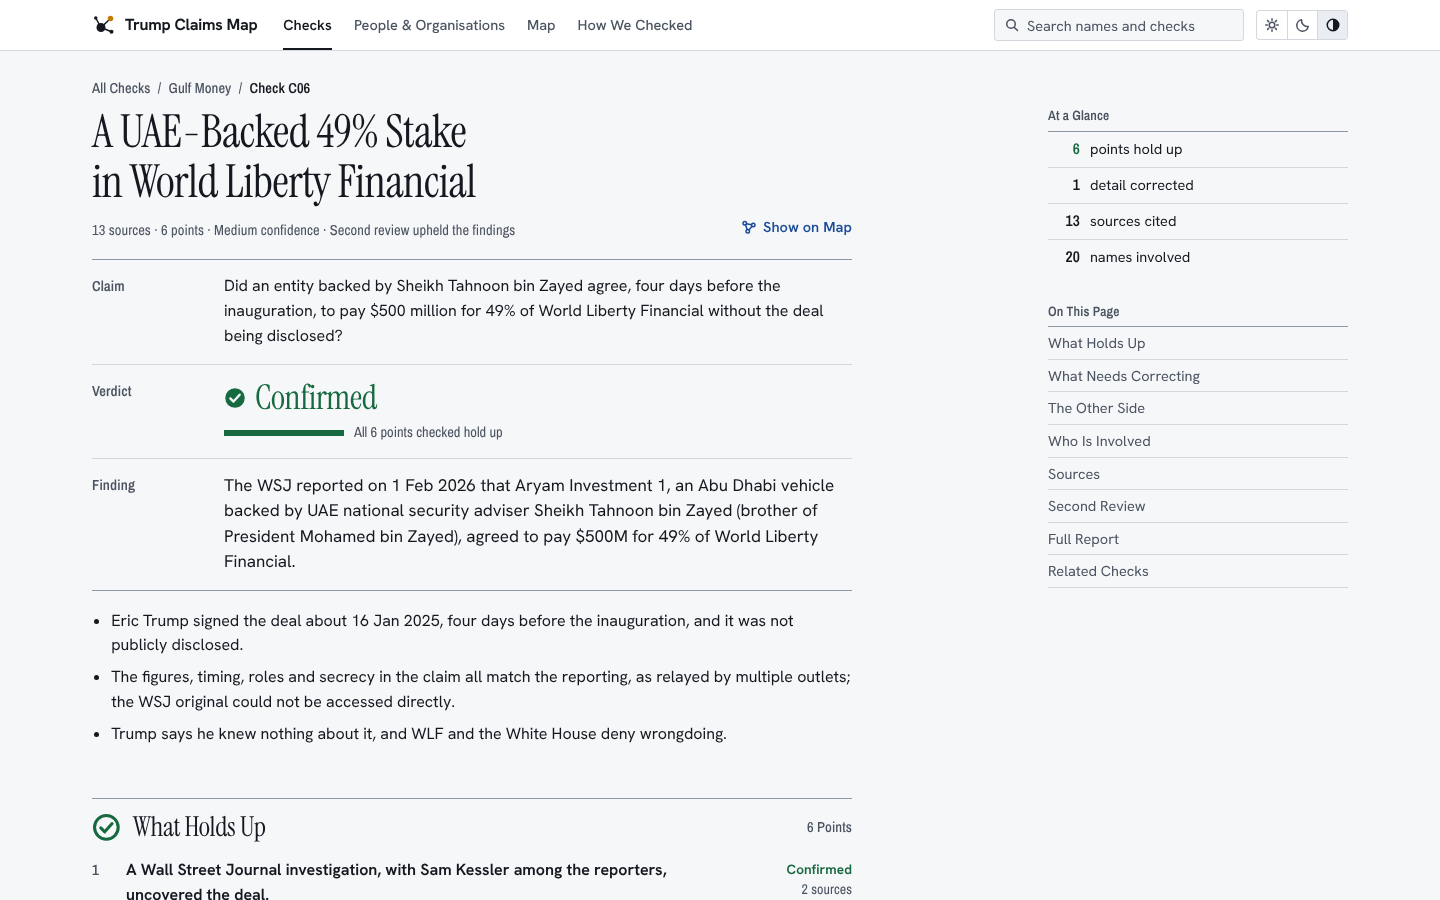 Trump Claims Map
Checks
People & Organisations
Map
How We Checked
Search names and checks
All Checks / Gulf Money / Check C06
A UAE-Backed 49% Stake
in World Liberty Financial
13 sources · 6 points · Medium confidence · Second review upheld the findings
Show on Map
Claim
Did an entity backed by Sheikh Tahnoon bin Zayed agree, four days before the
inauguration, to pay $500 million for 49% of World Liberty Financial without the deal
being disclosed?
Verdict
Confirmed
All 6 points checked hold up
Finding
The WSJ reported on 1 Feb 2026 that Aryam Investment 1, an Abu Dhabi vehicle
backed by UAE national security adviser Sheikh Tahnoon bin Zayed (brother of
President Mohamed bin Zayed), agreed to pay $500M for 49% of World Liberty
Financial.
• Eric Trump signed the deal about 16 Jan 2025, four days before the inauguration, and it was not
publicly disclosed.
• The figures, timing, roles and secrecy in the claim all match the reporting, as relayed by multiple outlets;
the WSJ original could not be accessed directly.
• Trump says he knew nothing about it, and WLF and the White House deny wrongdoing.
What Holds Up
6 Points
1 A Wall Street Journal investigation, with Sam Kessler among the reporters,
uncovered the deal.
Confirmed
2 sources
At a Glance
6 points hold up
1 detail corrected
13 sources cited
20 names involved
On This Page
What Holds Up
What Needs Correcting
The Other Side
Who Is Involved
Sources
Second Review
Full Report
Related Checks